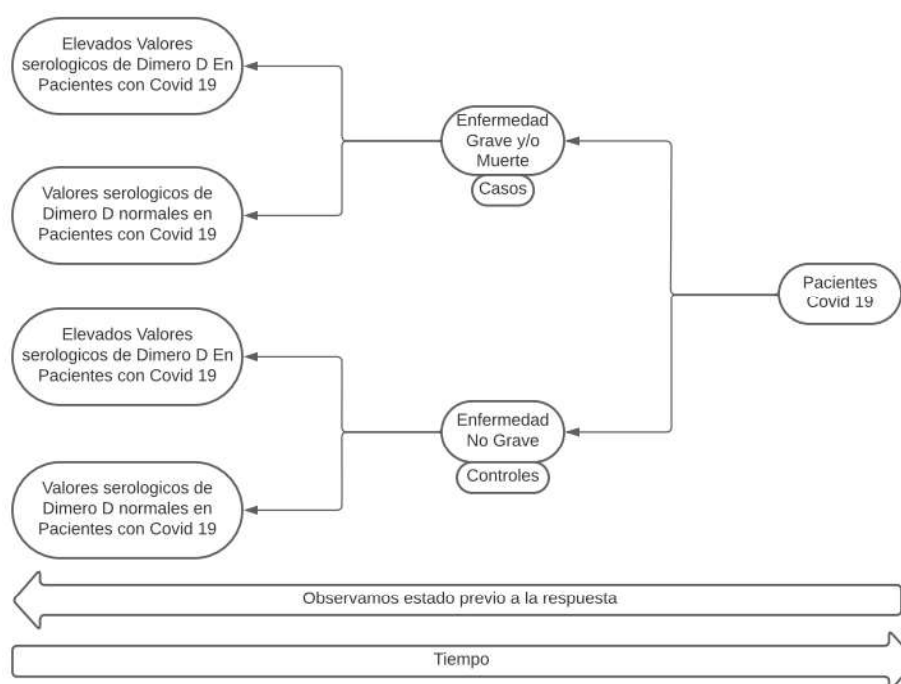 Elevados Valores
serologicos de Dimero D En
Pacientes con Covid 19
Valores serologicos de
Dimero D normales en
Pacientes con Covid 19
Enfermedad
Grave y/o
Muerte
Casos
Pacientes
Covid 19
Elevados Valores
serologicos de Dimero D En
Pacientes con Covid 19
Valores serologicos de
Dimero D normales en
Pacientes con Covid 19
Enfermedad
No Grave
Controles
Observamos estado previo a la respuesta
Tiempo